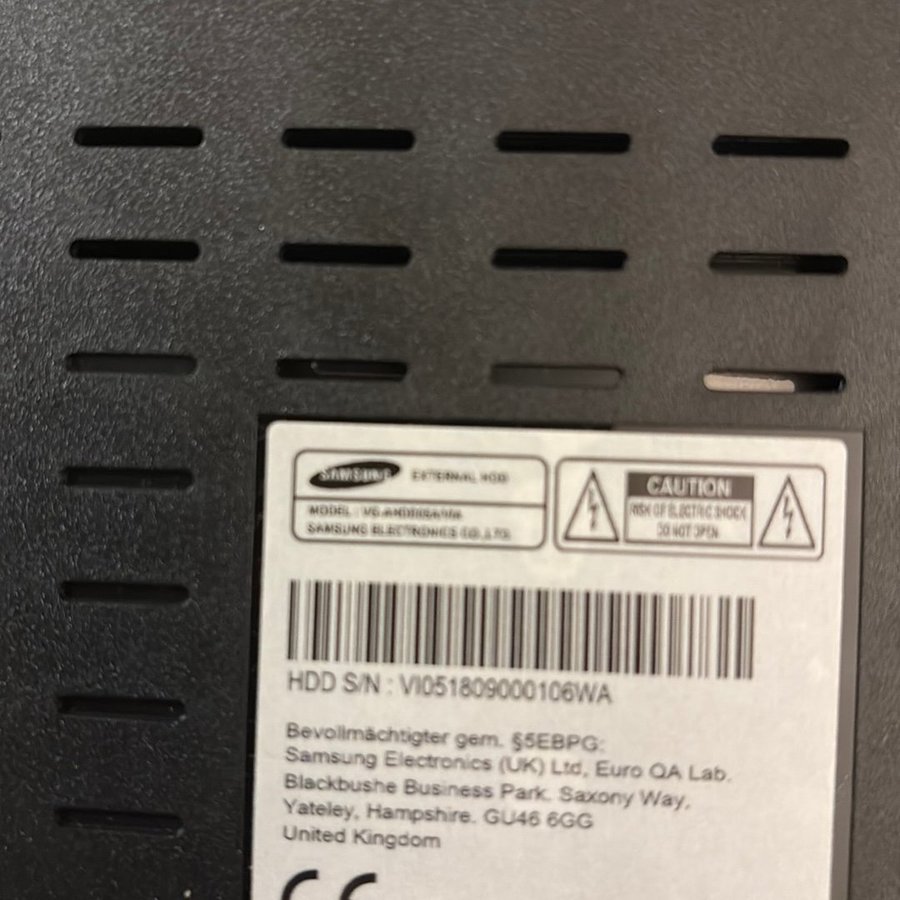 SAMSUNG EXTERNAL HDD
MODEL :
SAMSUNG ELECTRONICS CO.,LTD.
CAUTION
RISK OF ELECTRIC SHOCK
DO NOT OPEN
HDD S/N : VI051809000106WA
Bevollmächtigter gem. §5EBPG:
Samsung Electronics (UK) Ltd, Euro QA Lab.
Blackbushe Business Park. Saxony Way,
Yateley, Hampshire. GU46 6GG
United Kingdom
CE